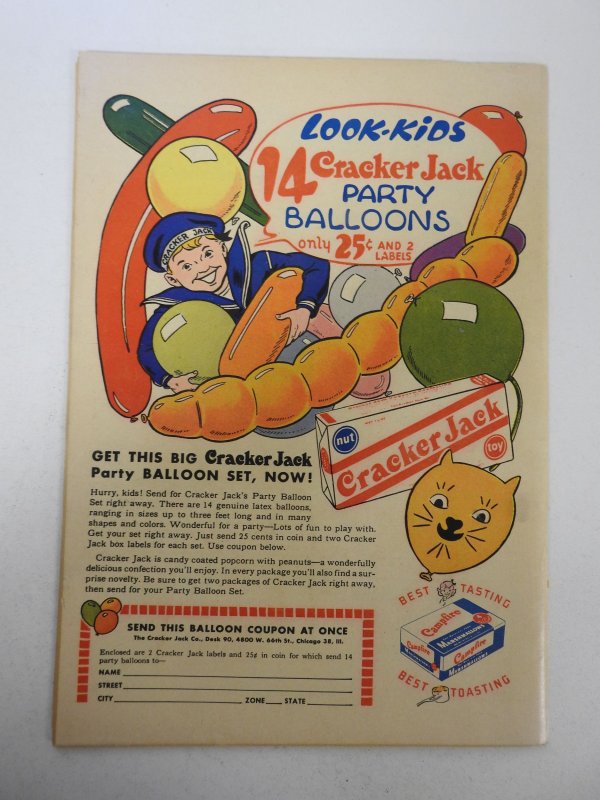 LOOK-KiDS
14 Cracker Jack
PARTY
BALLOONS
only 25¢ AND 2
LABELS
CRACKER JACK
nut
Cracker Jack
toy
GET THIS BIG Cracker Jack
Party BALLOON SET, NOW!
Hurry, kids! Send for Cracker Jack's Party Balloon
Set right away. There are 14 genuine latex balloons,
ranging in sizes up to three feet long and in many
shapes and colors. Wonderful for a party—Lots of fun to play with.
Get your set right away. Just send 25 cents in coin and two Cracker
Jack box labels for each set. Use coupon below.
Cracker Jack is candy coated popcorn with peanuts—a wonderfully
delicious confection you'll enjoy. In every package you'll also find a sur-
prise novelty. Be sure to get two packages of Cracker Jack right away,
then send for your Party Balloon Set.
SEND THIS BALLOON COUPON AT ONCE
The Cracker Jack Co., Desk 90, 4800 W. 66th St., Chicago 38, Ill.
Enclosed are 2 Cracker Jack labels and 25¢ in coin for which send 14
party balloons to—
NAME
STREET
CITY ZONE STATE
BEST TASTING
Campfire
MARSHMALLOWS
Campfire
Campfire
MARSHMALLOWS
BEST TOASTING